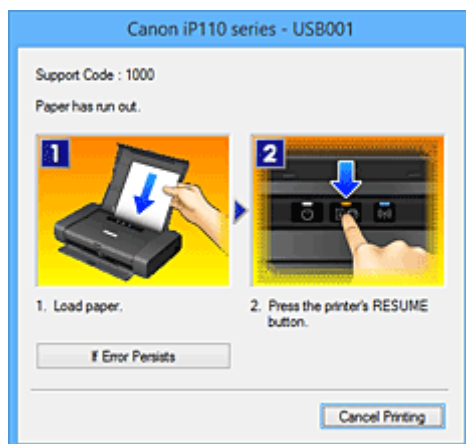 Canon iP110 series - USB001
Support Code : 1000
Paper has run out.
1
2
1. Load paper.
2. Press the printer's RESUME
button.
If Error Persists
Cancel Printing